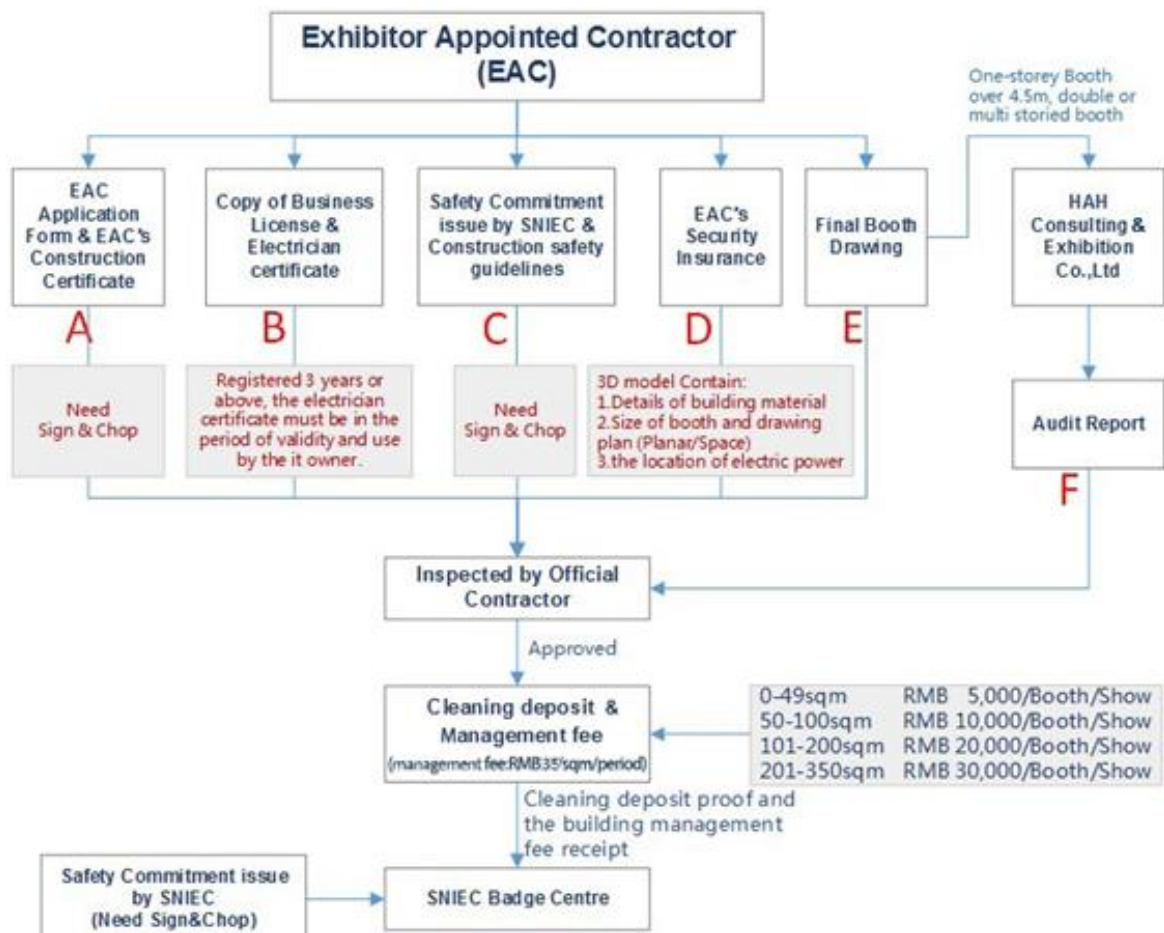 Exhibitor Appointed Contractor
(EAC)
One-storey Booth
over 4.5m, double or
multi storied booth
EAC
Application
Form & EAC's
Construction
Certificate
Copy of Business
License &
Electrician
certificate
Safety Commitment
issue by SNIEC &
Construction safety
guidelines
EAC's
Security
Insurance
Final Booth
Drawing
HAH
Consulting &
Exhibition
Co.,Ltd
A
B
C
D
E
Need
Sign & Chop
Registered 3 years or
above, the electrician
certificate must be in the
period of validity and use
by the it owner.
Need
Sign & Chop
3D model Contain:
1.Details of building material
2.Size of booth and drawing
plan (Planar/Space)
3.the location of electric power
Audit Report
F
Inspected by Official
Contractor
Approved
Cleaning deposit &
Management fee
(management fee:RMB35/sqm/period)
0-49sqm RMB 5,000/Booth/Show
50-100sqm RMB 10,000/Booth/Show
101-200sqm RMB 20,000/Booth/Show
201-350sqm RMB 30,000/Booth/Show
Cleaning deposit proof and
the building management
fee receipt
Safety Commitment issue
by SNIEC
(Need Sign&Chop)
SNIEC Badge Centre